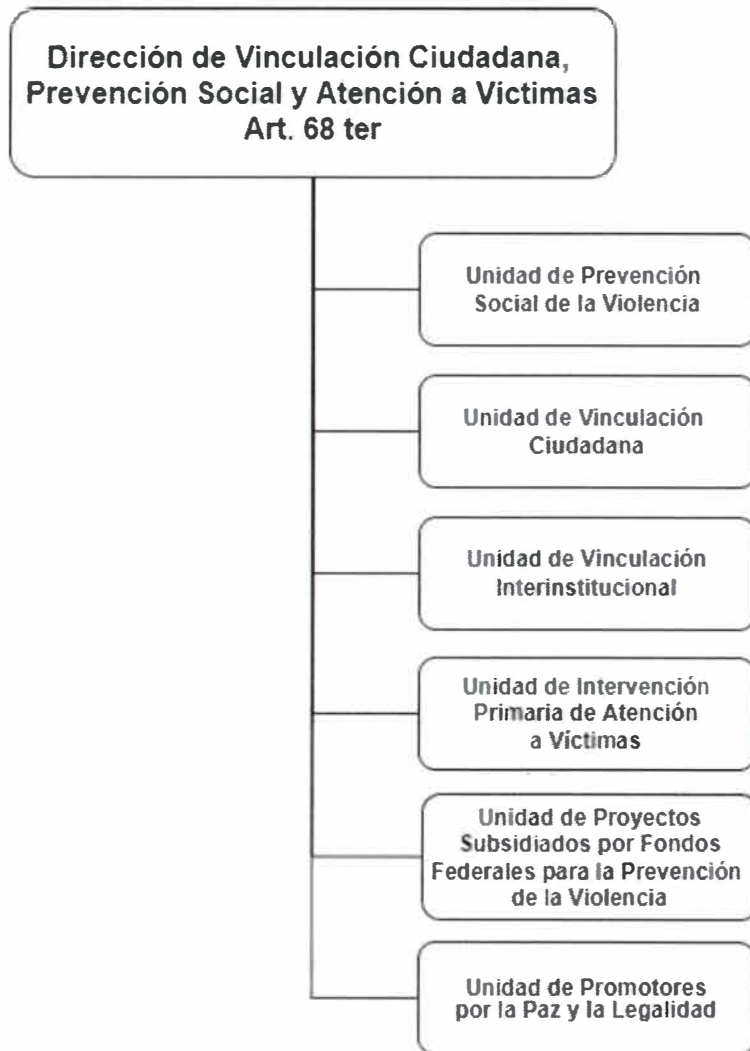 Dirección de Vinculación Ciudadana,
Prevención Social y Atención a Víctimas
Art. 68 ter
Unidad de Prevención
Social de la Violencia
Unidad de Vinculación
Ciudadana
Unidad de Vinculación
Interinstitucional
Unidad de Intervención
Primaria de Atención
a Víctimas
Unidad de Proyectos
Subsidiados por Fondos
Federales para la Prevención
de la Violencia
Unidad de Promotores
por la Paz y la Legalidad